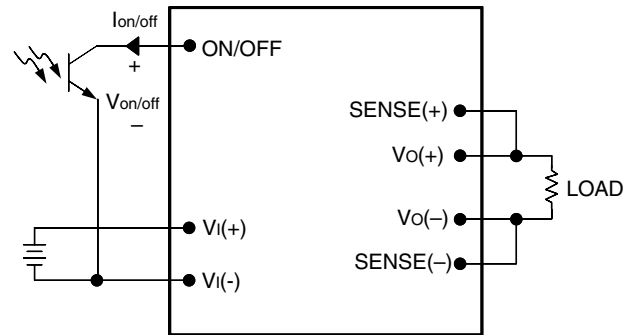 Ion/off
ON/OFF
+
Von/off
–
SENSE(+)
VO(+)
LOAD
VO(–)
SENSE(–)
VI(+)
VI(-)